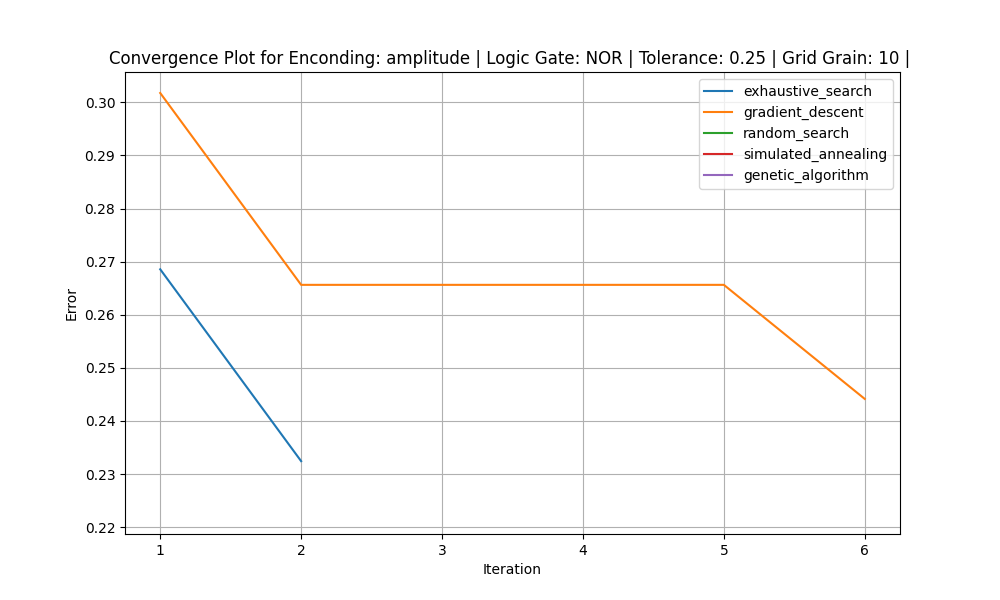 Convergence Plot for Enconding: amplitude | Logic Gate: NOR | Tolerance: 0.25 | Grid Grain: 10 |
exhaustive_search
gradient_descent
random_search
simulated_annealing
genetic_algorithm
Error
0.30
0.29
0.28
0.27
0.26
0.25
0.24
0.23
0.22
1 2 3 4 5 6
Iteration